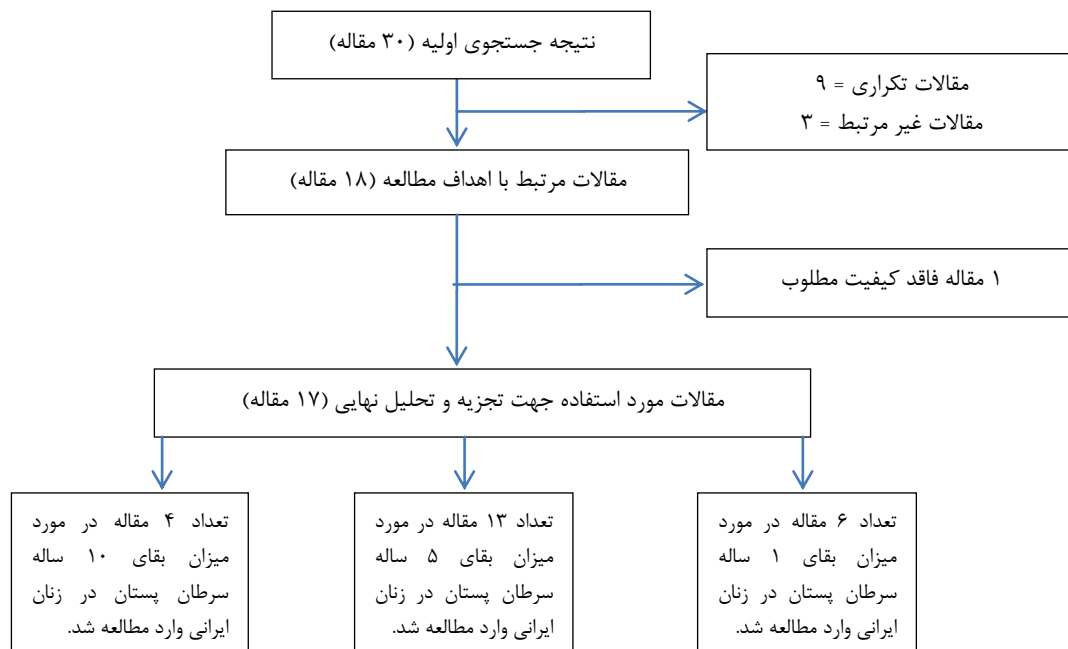 نتیجه جستجوی اولیه (۳۰ مقاله)
مقالات تکراری = ۹
مقالات غیر مرتبط = ۳
مقالات مرتبط با اهداف مطالعه (۱۸ مقاله)
۱ مقاله فاقد کیفیت مطلوب
مقالات مورد استفاده جهت تجزیه و تحلیل نهایی (۱۷ مقاله)
تعداد ۶ مقاله در مورد
میزان بقای ۱ ساله
سرطان پستان در زنان
ایرانی وارد مطالعه شد.
تعداد ۱۳ مقاله در مورد
میزان بقای ۵ ساله
سرطان پستان در زنان
ایرانی وارد مطالعه شد.
تعداد ۴ مقاله در مورد
میزان بقای ۱۰ ساله
سرطان پستان در زنان
ایرانی وارد مطالعه شد.